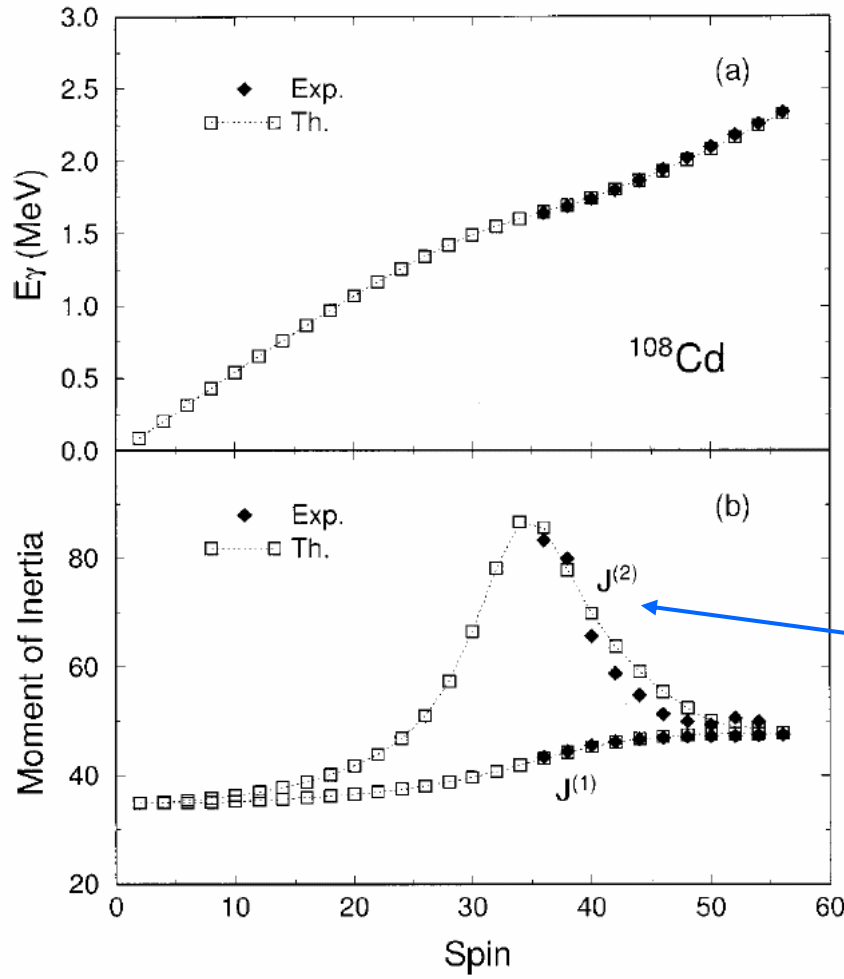 3.0
2.5
2.0
1.5
1.0
0.5
0.0
Eγ (MeV)
Exp.
Th.
(a)
¹⁰⁸Cd
80
60
40
20
Moment of Inertia
Exp.
Th.
(b)
J⁽²⁾
J⁽¹⁾
0 10 20 30 40 50 60
Spin